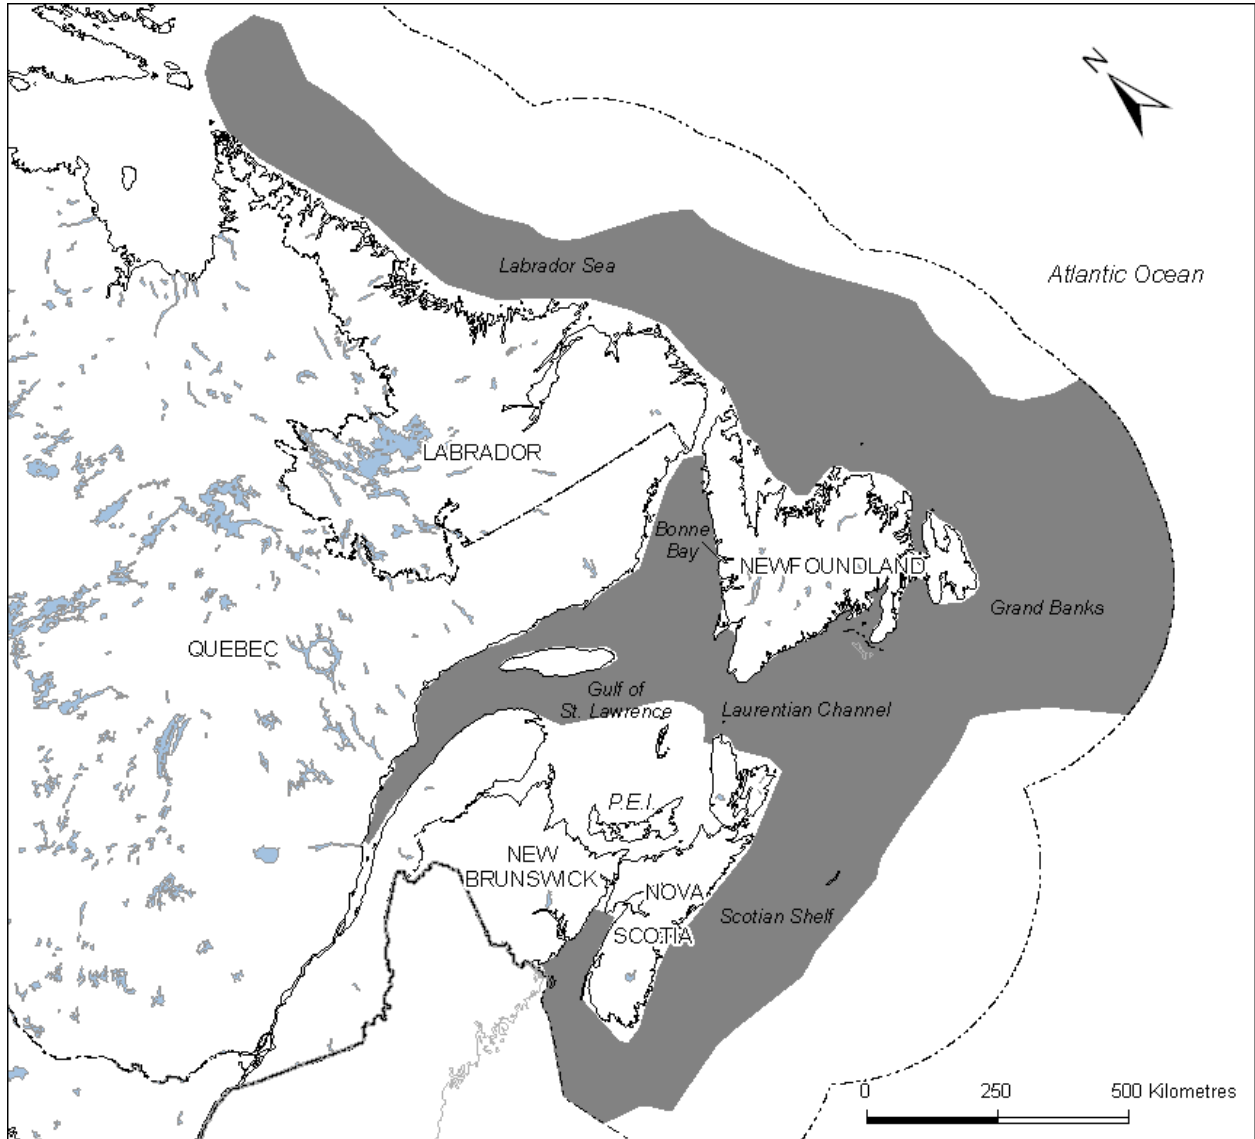 N
Labrador Sea
Atlantic Ocean
LABRADOR
Bonne
Bay
NEWFOUNDLAND
Grand Banks
QUEBEC
Gulf of
St. Lawrence
Laurentian Channel
P.E.I.
NEW
BRUNSWICK
NOVA
SCOTIA
Scotian Shelf
0 250 500 Kilometres